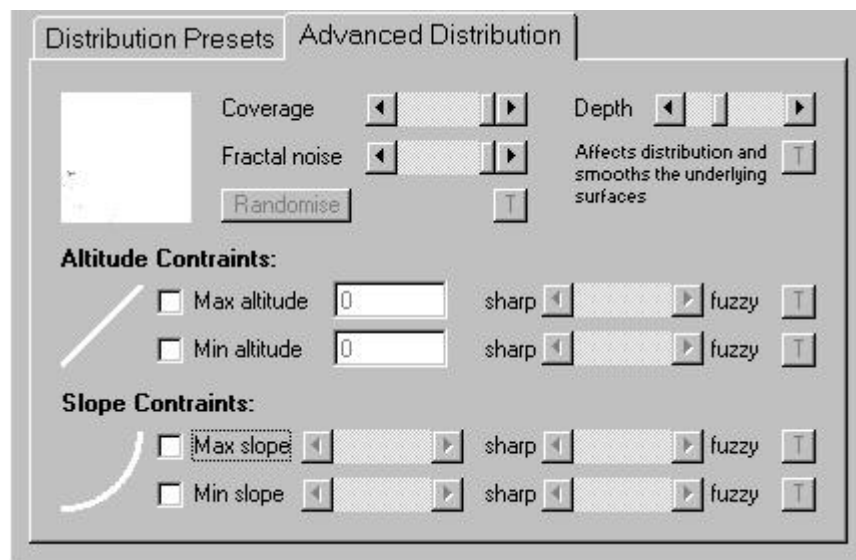 Distribution Presets Advanced Distribution
Coverage Depth
Fractal noise Affects distribution and T
smooths the underlying
surfaces
Randomise T
Altitude Contraints:
Max altitude 0 sharp fuzzy T
Min altitude 0 sharp fuzzy T
Slope Contraints:
Max slope sharp fuzzy T
Min slope sharp fuzzy T